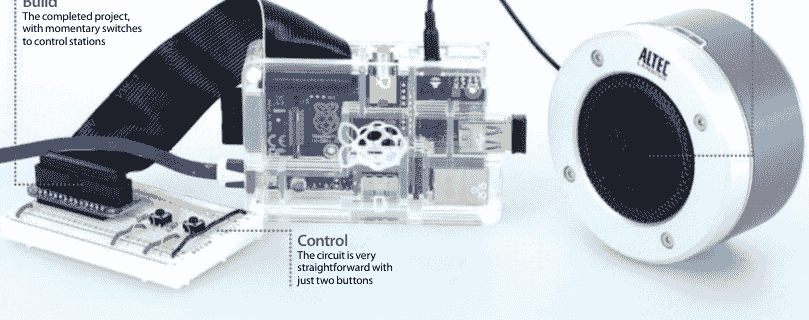 Build
The completed project,
with momentary switches
to control stations
ALTEC
Control
The circuit is very
straightforward with
just two buttons